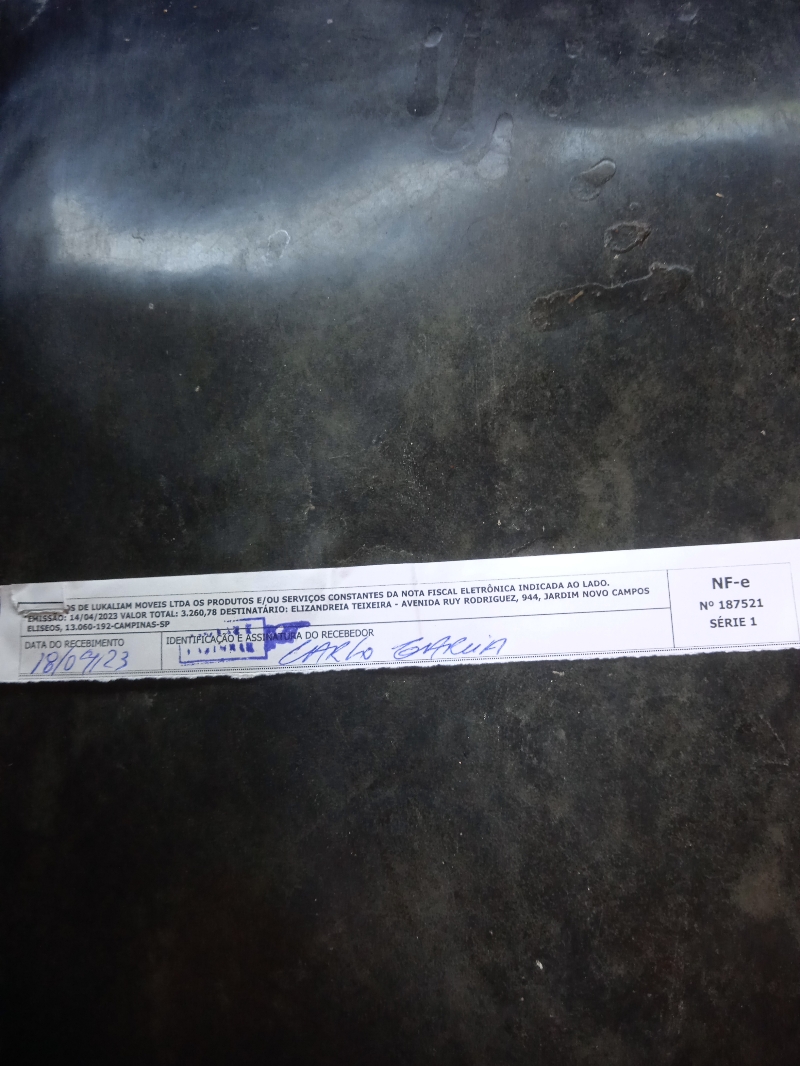 OS DE LUKALIAM MOVEIS LTDA OS PRODUTOS E/OU SERVIÇOS CONSTANTES DA NOTA FISCAL ELETRÔNICA INDICADA AO LADO.
EMISSÃO: 14/04/2023 VALOR TOTAL: 3.260,78 DESTINATÁRIO: ELIZANDREIA TEIXEIRA - AVENIDA RUY RODRIGUEZ, 944, JARDIM NOVO CAMPOS
ELISEOS, 13.060-192-CAMPINAS-SP
DATA DO RECEBIMENTO
18/04/23
IDENTIFICAÇÃO E ASSINATURA DO RECEBEDOR
CARLO GARCIA
NF-e
Nº 187521
SÉRIE 1